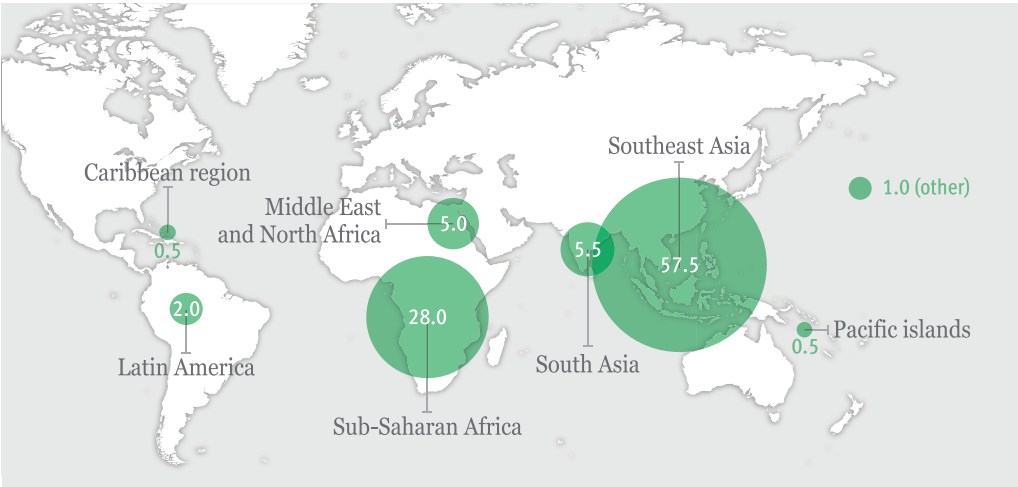 Southeast Asia
Caribbean region
1.0 (other)
Middle East
and North Africa
5.0
0.5
5.5
57.5
2.0
28.0
Pacific islands
0.5
Latin America
South Asia
Sub-Saharan Africa